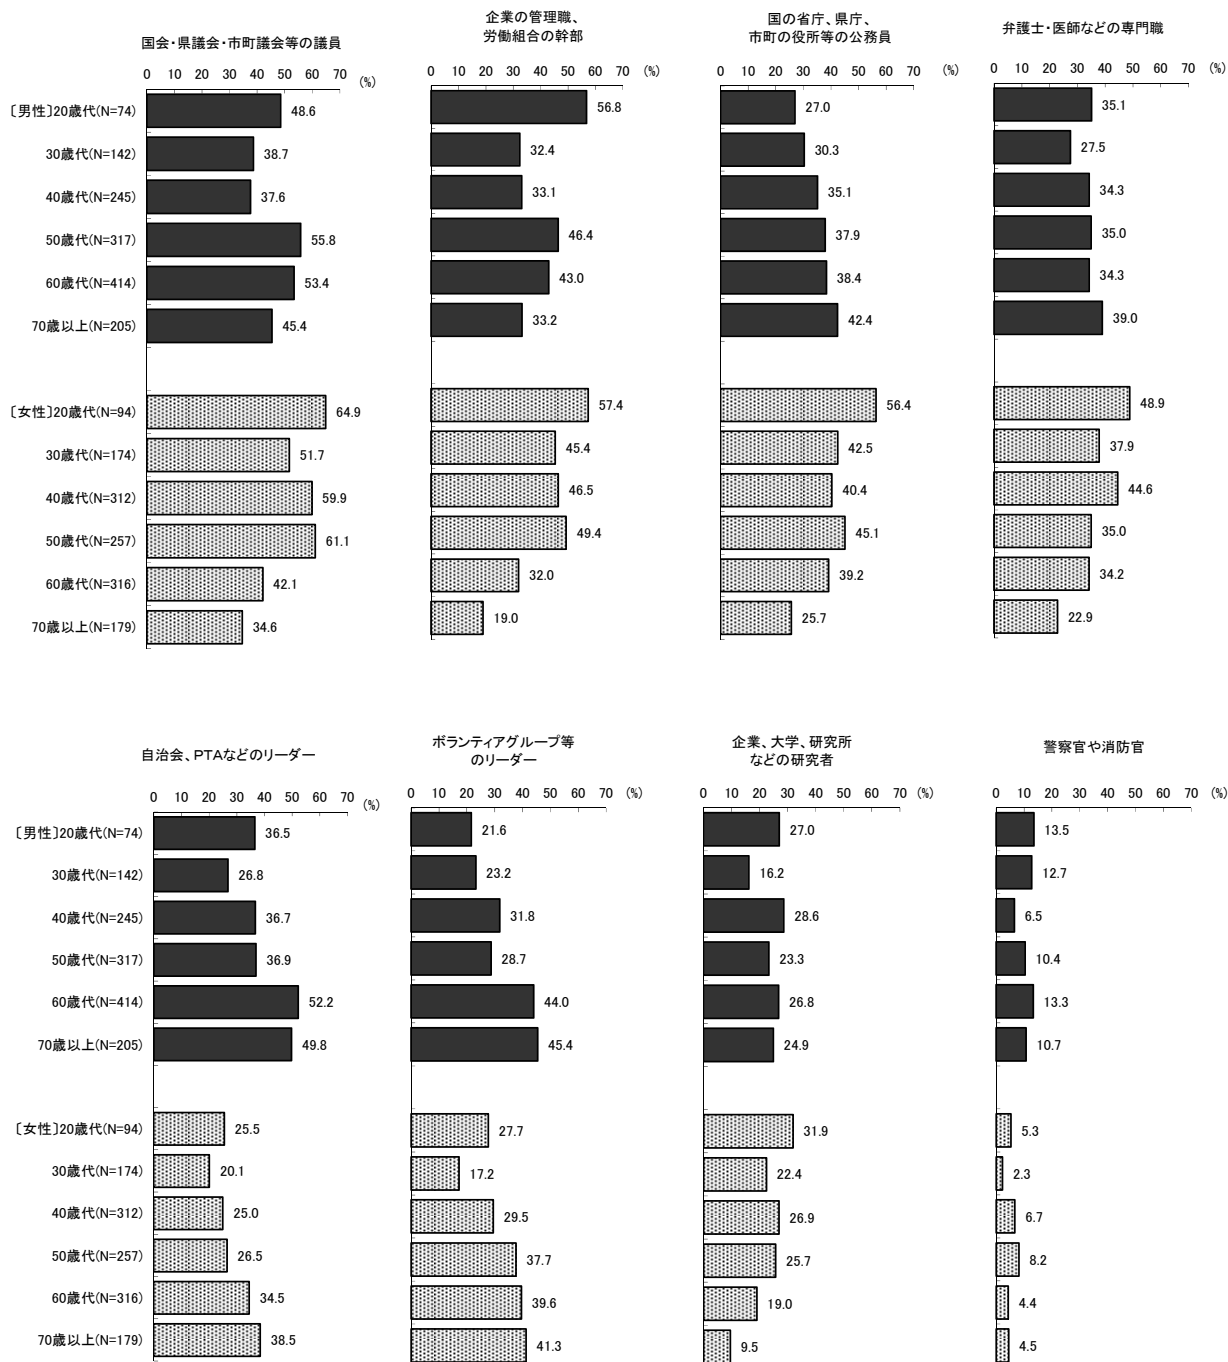 国会・県議会・市町議会等の議員
0 10 20 30 40 50 60 70 (%)
〔男性〕20歳代(N=74) 48.6
30歳代(N=142) 38.7
40歳代(N=245) 37.6
50歳代(N=317) 55.8
60歳代(N=414) 53.4
70歳以上(N=205) 45.4
〔女性〕20歳代(N=94) 64.9
30歳代(N=174) 51.7
40歳代(N=312) 59.9
50歳代(N=257) 61.1
60歳代(N=316) 42.1
70歳以上(N=179) 34.6
企業の管理職、
労働組合の幹部
0 10 20 30 40 50 60 70 (%)
56.8
32.4
33.1
46.4
43.0
33.2
57.4
45.4
46.5
49.4
32.0
19.0
国の省庁、県庁、
市町の役所等の公務員
0 10 20 30 40 50 60 70 (%)
27.0
30.3
35.1
37.9
38.4
42.4
56.4
42.5
40.4
45.1
39.2
25.7
弁護士・医師などの専門職
0 10 20 30 40 50 60 70 (%)
35.1
27.5
34.3
35.0
34.3
39.0
48.9
37.9
44.6
35.0
34.2
22.9
自治会、PTAなどのリーダー
0 10 20 30 40 50 60 70 (%)
〔男性〕20歳代(N=74) 36.5
30歳代(N=142) 26.8
40歳代(N=245) 36.7
50歳代(N=317) 36.9
60歳代(N=414) 52.2
70歳以上(N=205) 49.8
〔女性〕20歳代(N=94) 25.5
30歳代(N=174) 20.1
40歳代(N=312) 25.0
50歳代(N=257) 26.5
60歳代(N=316) 34.5
70歳以上(N=179) 38.5
ボランティアグループ等
のリーダー
0 10 20 30 40 50 60 70 (%)
21.6
23.2
31.8
28.7
44.0
45.4
27.7
17.2
29.5
37.7
39.6
41.3
企業、大学、研究所
などの研究者
0 10 20 30 40 50 60 70 (%)
27.0
16.2
28.6
23.3
26.8
24.9
31.9
22.4
26.9
25.7
19.0
9.5
警察官や消防官
0 10 20 30 40 50 60 70 (%)
13.5
12.7
6.5
10.4
13.3
10.7
5.3
2.3
6.7
8.2
4.4
4.5